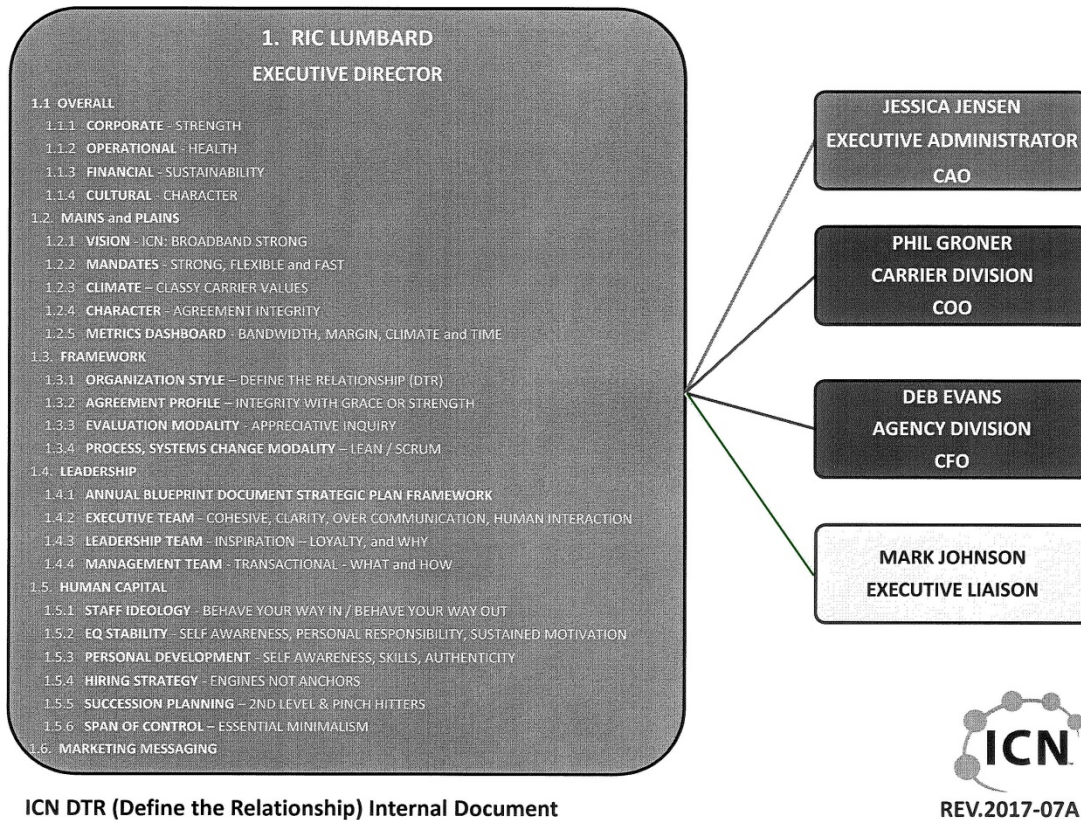 1. RIC LUMBARD
EXECUTIVE DIRECTOR
1.1 OVERALL
1.1.1 CORPORATE - STRENGTH
1.1.2 OPERATIONAL - HEALTH
1.1.3 FINANCIAL - SUSTAINABILITY
1.1.4 CULTURAL - CHARACTER
1.2. MAINS and PLAINS
1.2.1 VISION - ICN: BROADBAND STRONG
1.2.2 MANDATES - STRONG, FLEXIBLE and FAST
1.2.3 CLIMATE – CLASSY CARRIER VALUES
1.2.4 CHARACTER - AGREEMENT INTEGRITY
1.2.5 METRICS DASHBOARD - BANDWIDTH, MARGIN, CLIMATE and TIME
1.3. FRAMEWORK
1.3.1 ORGANIZATION STYLE – DEFINE THE RELATIONSHIP (DTR)
1.3.2 AGREEMENT PROFILE – INTEGRITY WITH GRACE OR STRENGTH
1.3.3 EVALUATION MODALITY - APPRECIATIVE INQUIRY
1.3.4 PROCESS, SYSTEMS CHANGE MODALITY – LEAN / SCRUM
1.4. LEADERSHIP
1.4.1 ANNUAL BLUEPRINT DOCUMENT STRATEGIC PLAN FRAMEWORK
1.4.2 EXECUTIVE TEAM - COHESIVE, CLARITY, OVER COMMUNICATION, HUMAN INTERACTION
1.4.3 LEADERSHIP TEAM - INSPIRATION – LOYALTY, and WHY
1.4.4 MANAGEMENT TEAM - TRANSACTIONAL - WHAT and HOW
1.5. HUMAN CAPITAL
1.5.1 STAFF IDEOLOGY - BEHAVE YOUR WAY IN / BEHAVE YOUR WAY OUT
1.5.2 EQ STABILITY - SELF AWARENESS, PERSONAL RESPONSIBILITY, SUSTAINED MOTIVATION
1.5.3 PERSONAL DEVELOPMENT - SELF AWARENESS, SKILLS, AUTHENTICITY
1.5.4 HIRING STRATEGY - ENGINES NOT ANCHORS
1.5.5 SUCCESSION PLANNING – 2ND LEVEL & PINCH HITTERS
1.5.6 SPAN OF CONTROL – ESSENTIAL MINIMALISM
1.6. MARKETING MESSAGING
JESSICA JENSEN
EXECUTIVE ADMINISTRATOR
CAO
PHIL GRONER
CARRIER DIVISION
COO
DEB EVANS
AGENCY DIVISION
CFO
MARK JOHNSON
EXECUTIVE LIAISON
ICN
ICN DTR (Define the Relationship) Internal Document
REV.2017-07A